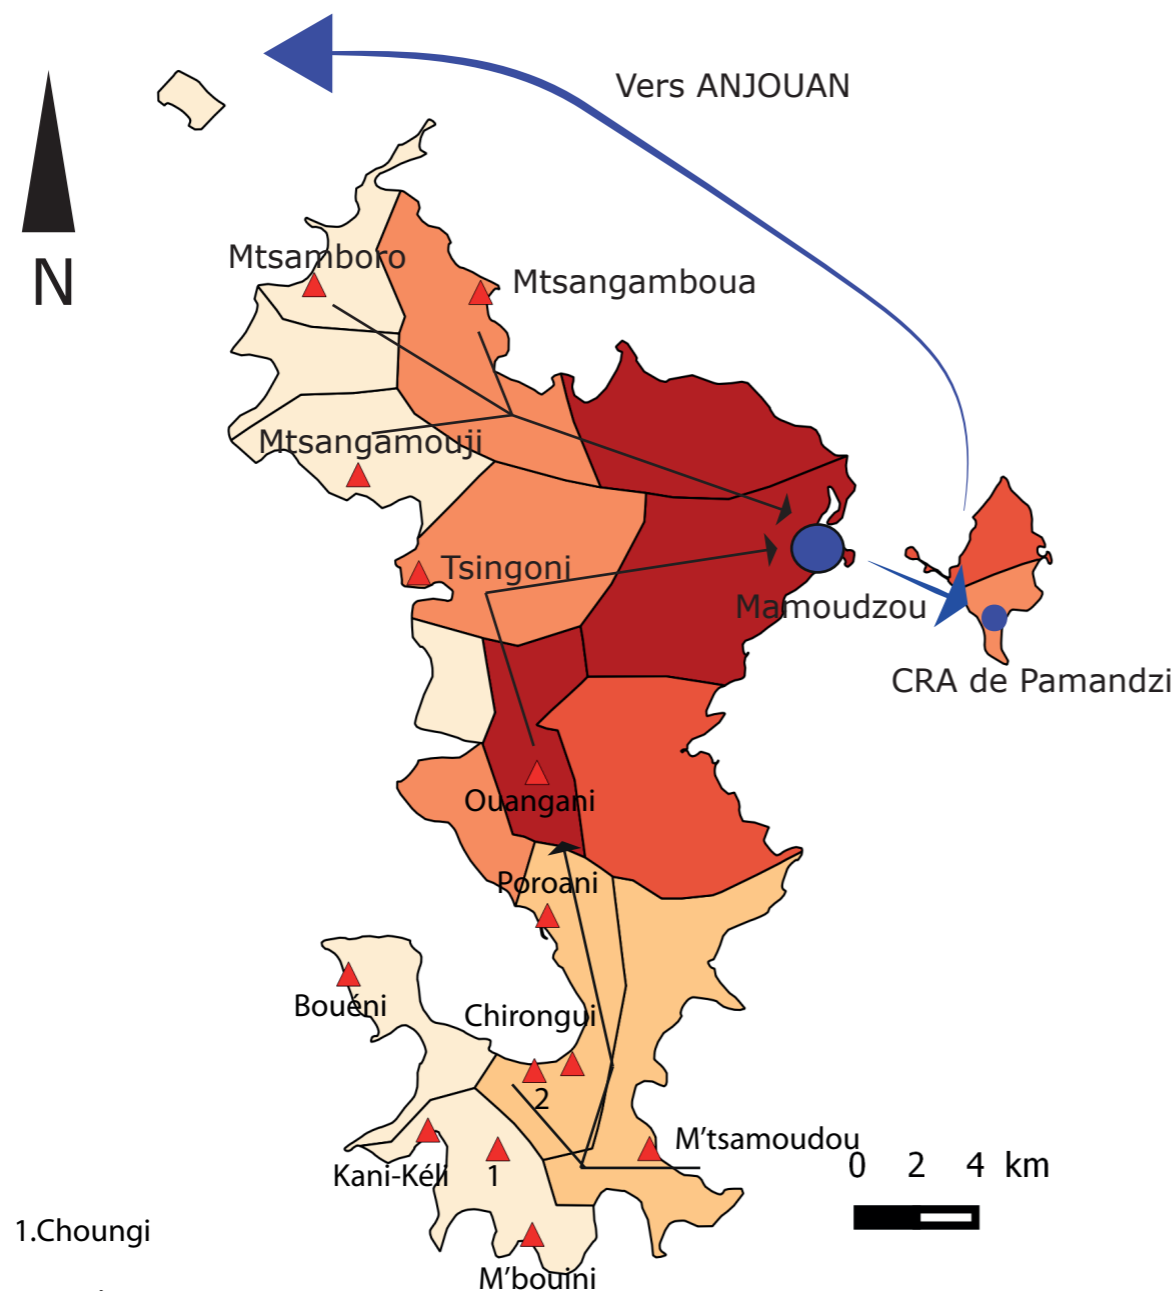 Vers ANJOUAN
N
Mtsamboro
Mtsangamboua
Mtsangamouji
Tsingoni
Mamoudzou
CRA de Pamandzi
Ouangani
Poroani
Bouéni
Chirongui
2
M'tsamoudou
Kani-Kéli
1
0 2 4 km
1.Choungi
M'bouini